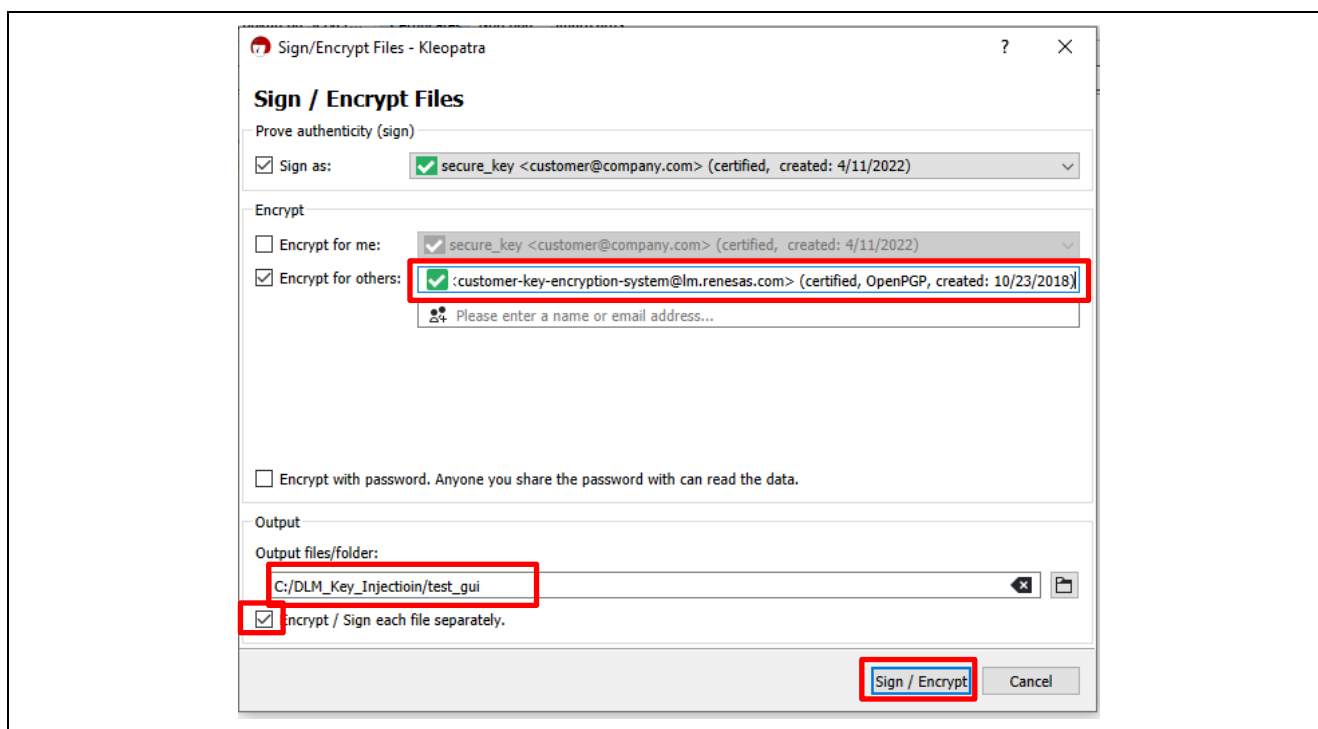 Sign/Encrypt Files - Kleopatra ? ×
Sign / Encrypt Files
Prove authenticity (sign)
Sign as: secure_key <customer@company.com> (certified, created: 4/11/2022)
Encrypt
Encrypt for me: secure_key <customer@company.com> (certified, created: 4/11/2022)
Encrypt for others: customer-key-encryption-system@lm.renesas.com> (certified, OpenPGP, created: 10/23/2018)
Please enter a name or email address...
Encrypt with password. Anyone you share the password with can read the data.
Output
Output files/folder:
C:/DLM_Key_Injectioin/test_gui
Encrypt / Sign each file separately.
Sign / Encrypt Cancel